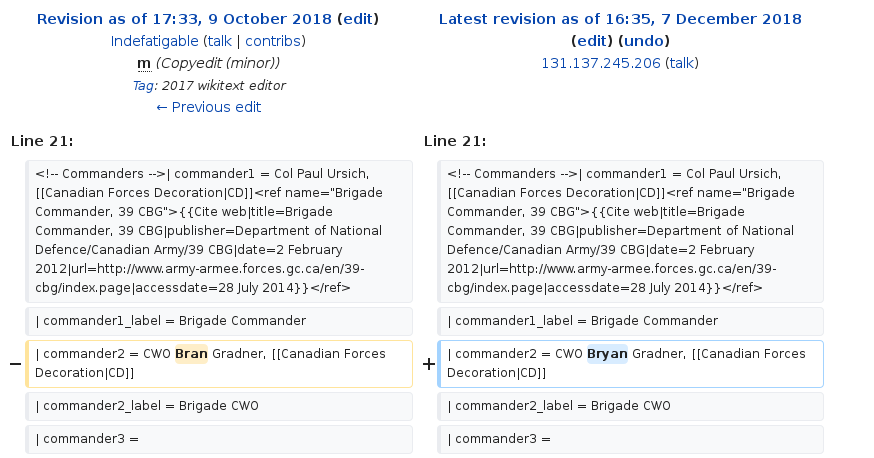 Revision as of 17:33, 9 October 2018 (edit)
Indefatigable (talk | contribs)
m (Copyedit (minor))
Tag: 2017 wikitext editor
← Previous edit
Latest revision as of 16:35, 7 December 2018
(edit) (undo)
131.137.245.206 (talk)
Line 21:
Line 21:
<!-- Commanders -->| commander1 = Col Paul Ursich,
[[Canadian Forces Decoration|CD]]<ref name="Brigade
Commander, 39 CBG">{{Cite web|title=Brigade
Commander, 39 CBG|publisher=Department of National
Defence/Canadian Army/39 CBG|date=2 February
2012|url=http://www.army-armee.forces.gc.ca/en/39-
cbg/index.page|accessdate=28 July 2014}}</ref>
<!-- Commanders -->| commander1 = Col Paul Ursich,
[[Canadian Forces Decoration|CD]]<ref name="Brigade
Commander, 39 CBG">{{Cite web|title=Brigade
Commander, 39 CBG|publisher=Department of National
Defence/Canadian Army/39 CBG|date=2 February
2012|url=http://www.army-armee.forces.gc.ca/en/39-
cbg/index.page|accessdate=28 July 2014}}</ref>
| commander1_label = Brigade Commander
| commander1_label = Brigade Commander
− | commander2 = CWO Bran Gradner, [[Canadian Forces
Decoration|CD]]
+ | commander2 = CWO Bryan Gradner, [[Canadian Forces
Decoration|CD]]
| commander2_label = Brigade CWO
| commander2_label = Brigade CWO
| commander3 =
| commander3 =